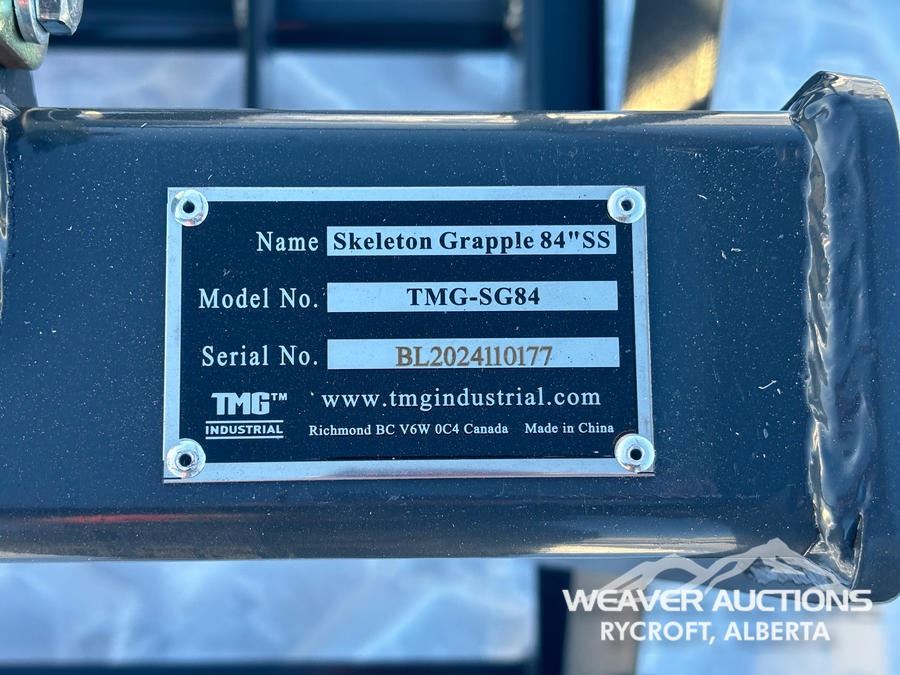 Name Skeleton Grapple 84"SS
Model No. TMG-SG84
Serial No. BL2024110177
TMG™ www.tmgindustrial.com
INDUSTRIAL Richmond BC V6W 0C4 Canada Made in China
WEAVER AUCTIONS
RYCROFT, ALBERTA